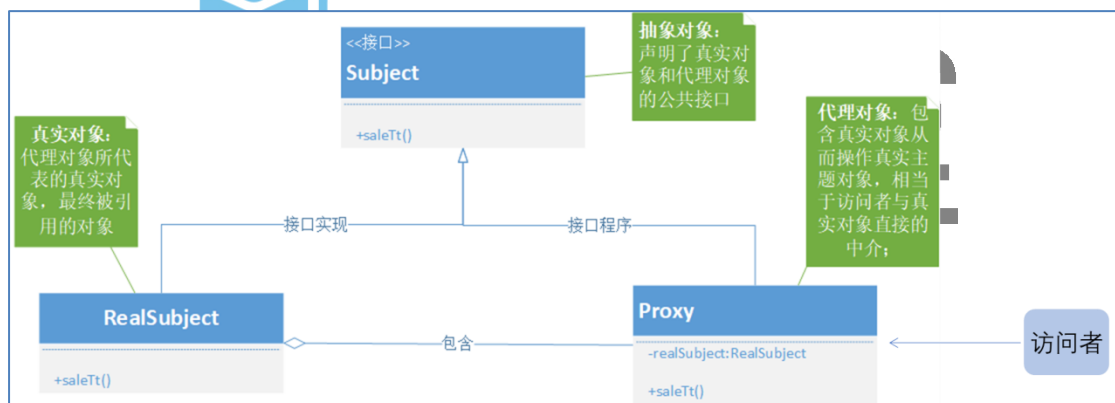 <<接口>>
Subject
+saleTt()
抽象对象：
声明了真实对
象和代理对象
的公共接口
真实对象：
代理对象所代
表的真实对
象，最终被引
用的对象
代理对象：包
含真实对象从
而操作真实主
题对象，相当
于访问者与真
实对象直接的
中介；
接口实现
接口程序
RealSubject
+saleTt()
包含
Proxy
-realSubject:RealSubject
+saleTt()
访问者